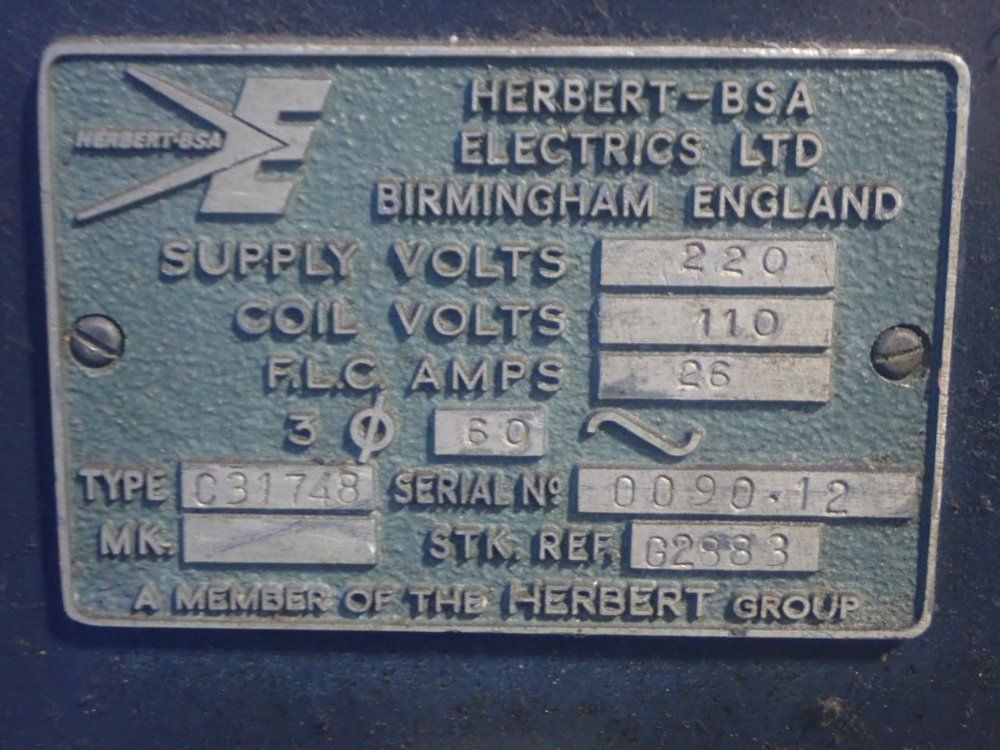 HERBERT-BSA E
HERBERT-BSA
ELECTRICS LTD
BIRMINGHAM ENGLAND
SUPPLY VOLTS 220
COIL VOLTS 110
F.L.C. AMPS 26
3 ϕ 60 ~
TYPE C31748 SERIAL Nº 0090.12
MK. STK. REF. G2883
A MEMBER OF THE HERBERT GROUP